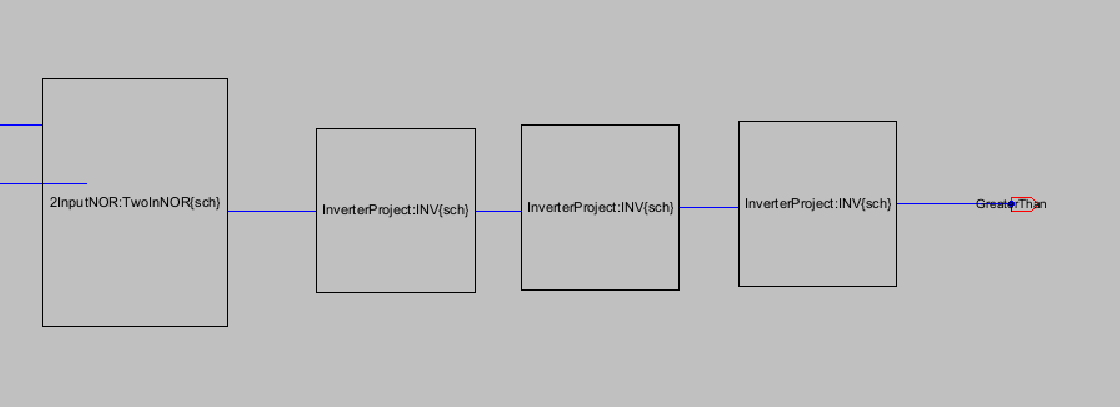 2InputNOR:TwoInNOR{sch}
InverterProject:INV{sch}
InverterProject:INV{sch}
InverterProject:INV{sch}
GreaterThan